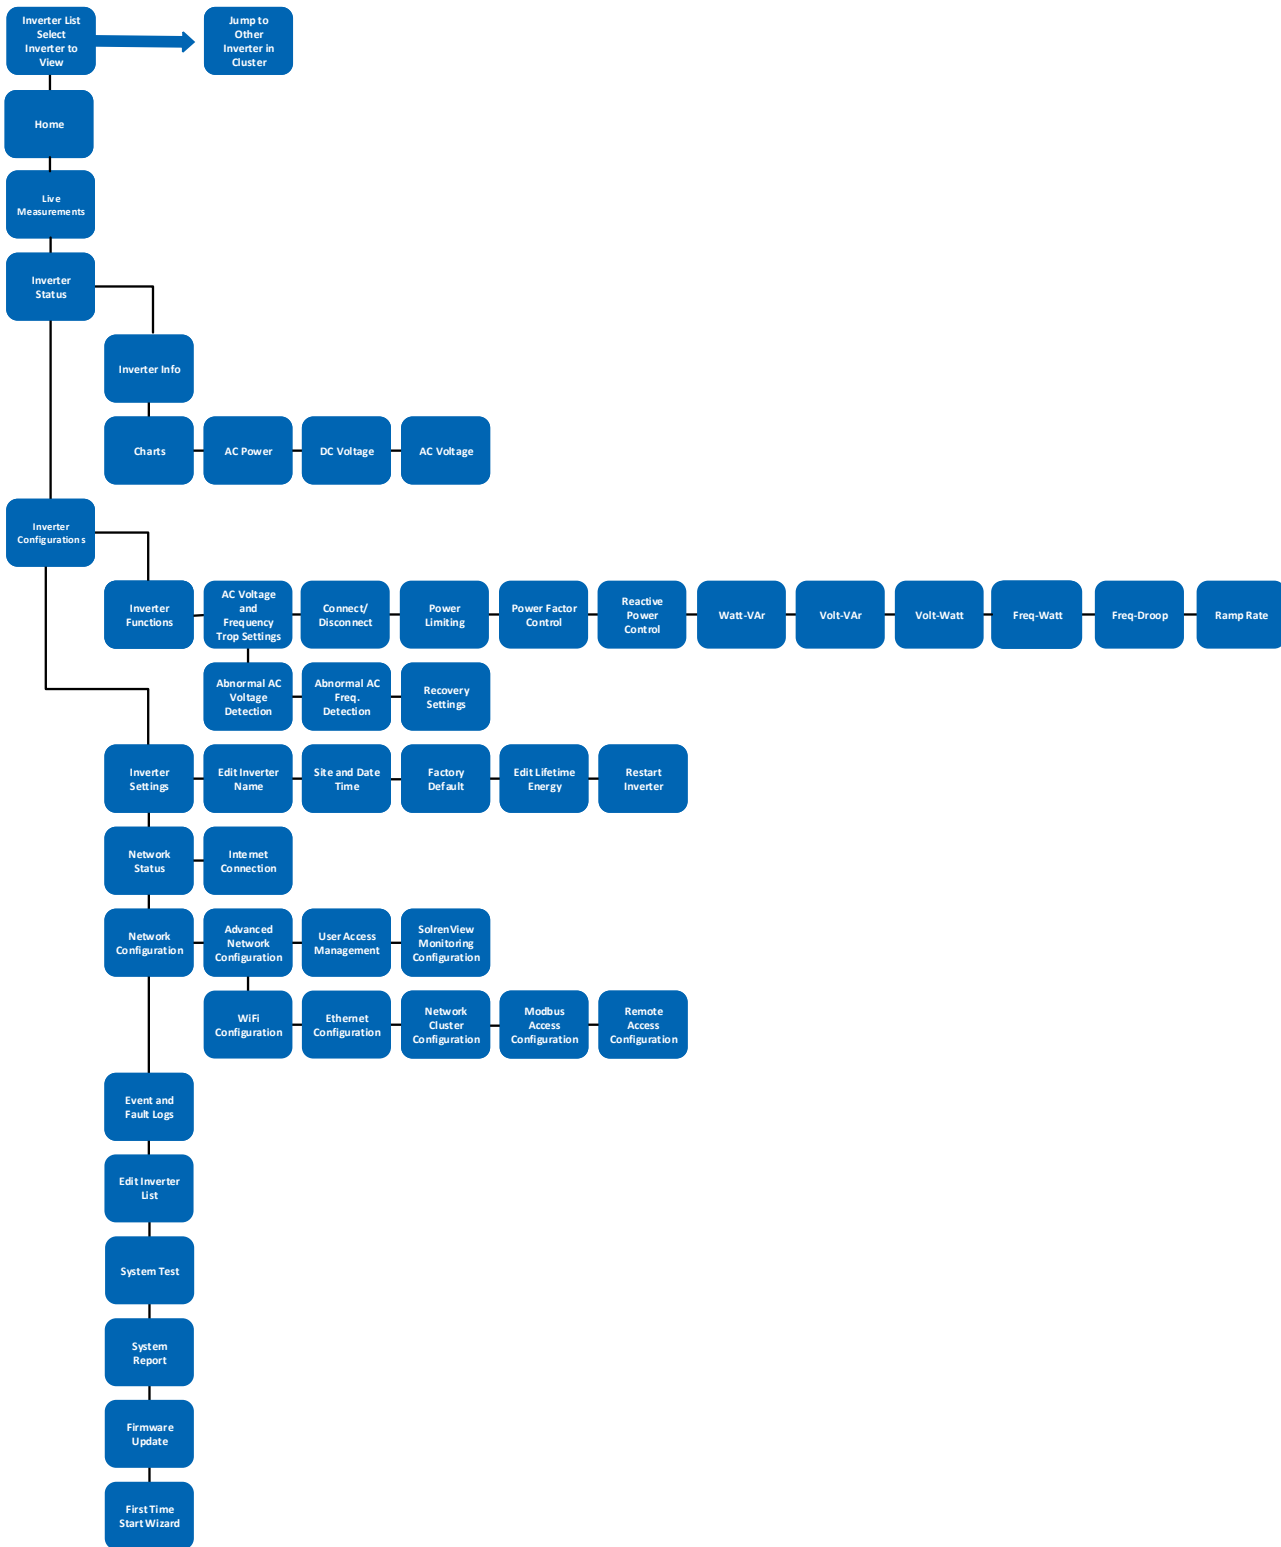 Inverter List
Select
Inverter to
View
Jump to
Other
Inverter in
Cluster
Home
Live
Measurements
Inverter
Status
Inverter Info
Charts
AC Power
DC Voltage
AC Voltage
Inverter
Configurations
Inverter
Functions
AC Voltage
and
Frequency
Trop Settings
Connect/
Disconnect
Power
Limiting
Power Factor
Control
Reactive
Power
Control
Watt-VAr
Volt-VAr
Volt-Watt
Freq-Watt
Freq-Droop
Ramp Rate
Abnormal AC
Voltage
Detection
Abnormal AC
Freq.
Detection
Recovery
Settings
Inverter
Settings
Edit Inverter
Name
Site and Date
Time
Factory
Default
Edit Lifetime
Energy
Restart
Inverter
Network
Status
Internet
Connection
Network
Configuration
Advanced
Network
Configuration
User Access
Management
SolrenView
Monitoring
Configuration
WiFi
Configuration
Ethernet
Configuration
Network
Cluster
Configuration
Modbus
Access
Configuration
Remote
Access
Configuration
Event and
Fault Logs
Edit Inverter
List
System Test
System
Report
Firmware
Update
First Time
Start Wizard